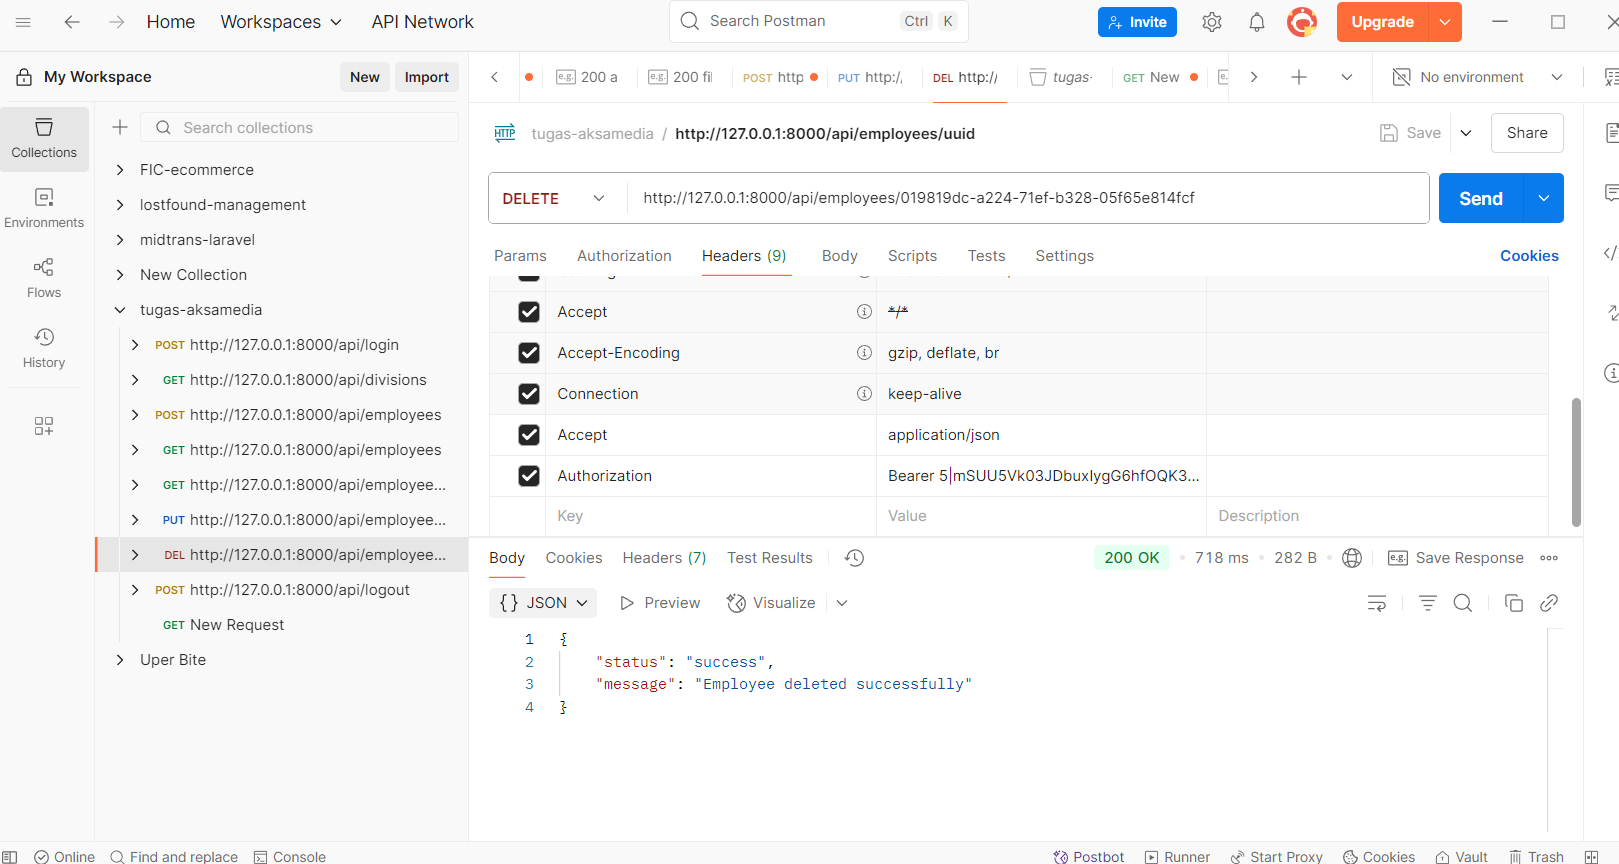 Home Workspaces API Network Search Postman Ctrl K Invite Upgrade
My Workspace New Import
e.g. 200 a e.g. 200 fi POST http PUT http:/, DEL http:// tugas- GET New e. No environment
Collections
Environments
Flows
History
Search collections
FIC-ecommerce
lostfound-management
midtrans-laravel
New Collection
tugas-aksamedia
POST http://127.0.0.1:8000/api/login
GET http://127.0.0.1:8000/api/divisions
POST http://127.0.0.1:8000/api/employees
GET http://127.0.0.1:8000/api/employees
GET http://127.0.0.1:8000/api/employee...
PUT http://127.0.0.1:8000/api/employee...
DEL http://127.0.0.1:8000/api/employee...
POST http://127.0.0.1:8000/api/logout
GET New Request
Uper Bite
HTTP tugas-aksamedia / http://127.0.0.1:8000/api/employees/uuid Save Share
DELETE http://127.0.0.1:8000/api/employees/019819dc-a224-71ef-b328-05f65e814fcf Send
Params Authorization Headers (9) Body Scripts Tests Settings Cookies
Accept */*
Accept-Encoding gzip, deflate, br
Connection keep-alive
Accept application/json
Authorization Bearer 5|mSUU5Vk03JDbuxlygG6hfOQK3...
Key Value Description
Body Cookies Headers (7) Test Results 200 OK 718 ms 282 B e.g. Save Response
{} JSON Preview Visualize
1 {
2 "status": "success",
3 "message": "Employee deleted successfully"
4 }
Online Find and replace Console Postbot Runner Start Proxy Cookies Vault Trash